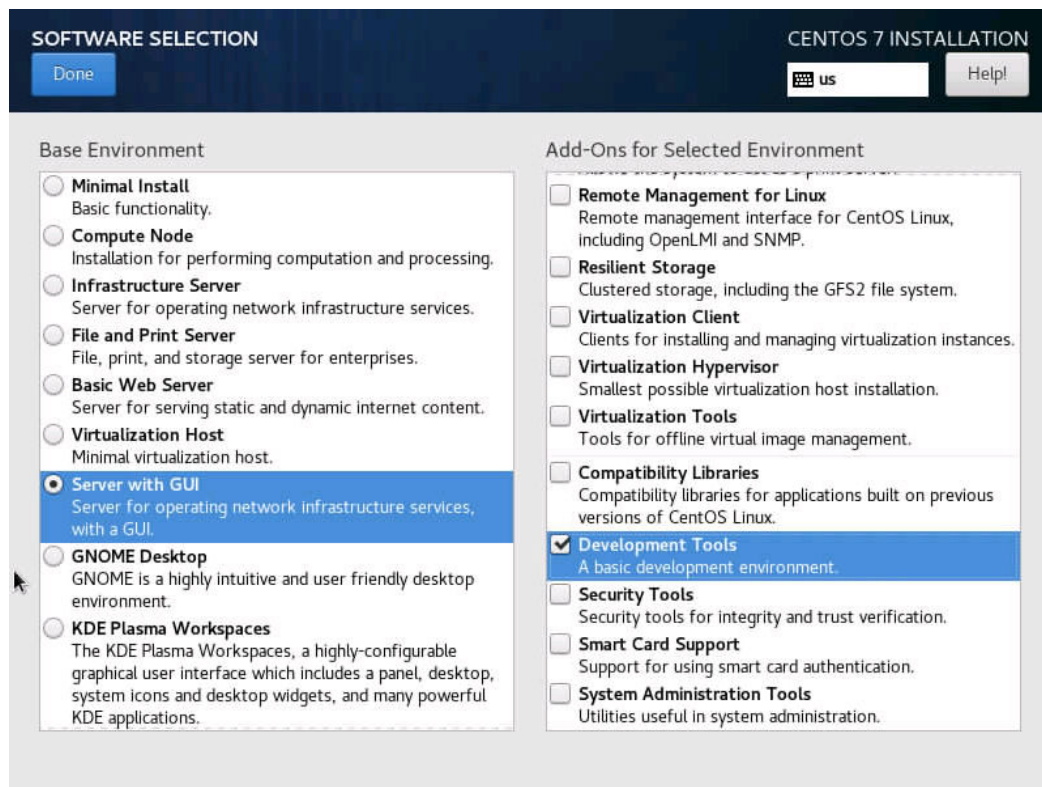 SOFTWARE SELECTION
CENTOS 7 INSTALLATION
Done
us
Help!
Base Environment
Minimal Install
Basic functionality.
Compute Node
Installation for performing computation and processing.
Infrastructure Server
Server for operating network infrastructure services.
File and Print Server
File, print, and storage server for enterprises.
Basic Web Server
Server for serving static and dynamic internet content.
Virtualization Host
Minimal virtualization host.
Server with GUI
Server for operating network infrastructure services,
with a GUI.
GNOME Desktop
GNOME is a highly intuitive and user friendly desktop
environment.
KDE Plasma Workspaces
The KDE Plasma Workspaces, a highly-configurable
graphical user interface which includes a panel, desktop,
system icons and desktop widgets, and many powerful
KDE applications.
Add-Ons for Selected Environment
Remote Management for Linux
Remote management interface for CentOS Linux,
including OpenLMI and SNMP.
Resilient Storage
Clustered storage, including the GFS2 file system.
Virtualization Client
Clients for installing and managing virtualization instances.
Virtualization Hypervisor
Smallest possible virtualization host installation.
Virtualization Tools
Tools for offline virtual image management.
Compatibility Libraries
Compatibility libraries for applications built on previous
versions of CentOS Linux.
Development Tools
A basic development environment.
Security Tools
Security tools for integrity and trust verification.
Smart Card Support
Support for using smart card authentication.
System Administration Tools
Utilities useful in system administration.